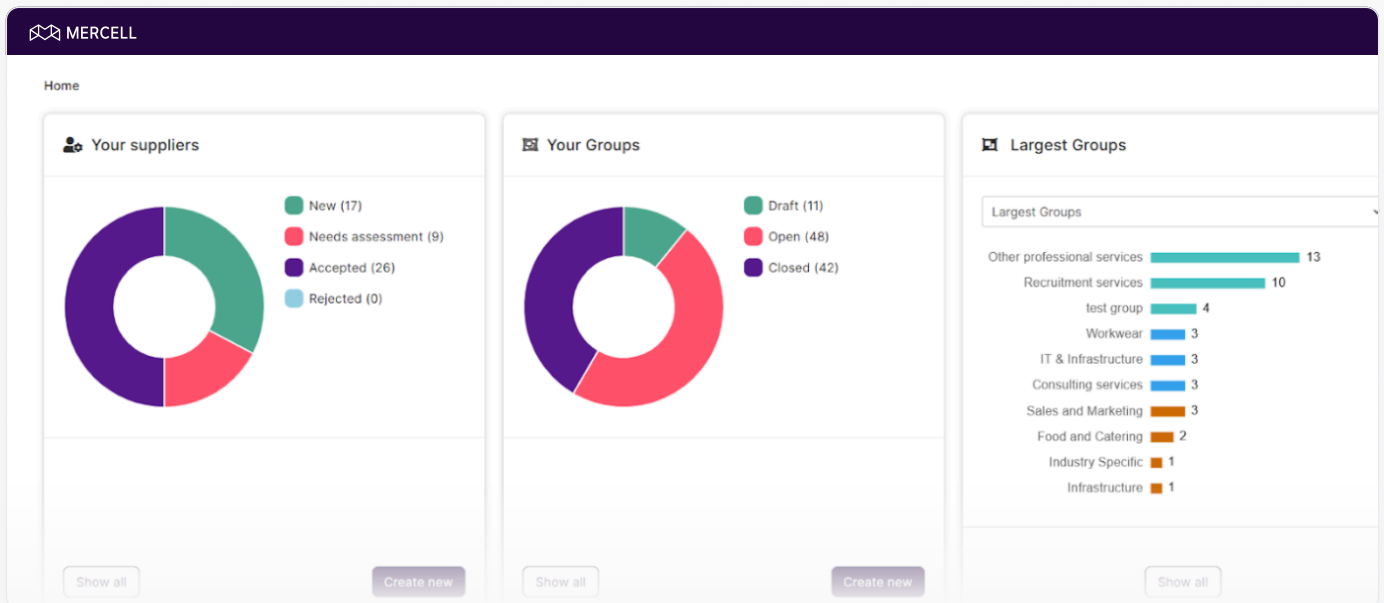 MERCELL
Home
Your suppliers
New (17)
Needs assessment (9)
Accepted (26)
Rejected (0)
Show all
Create new
Your Groups
Draft (11)
Open (48)
Closed (42)
Show all
Create new
Largest Groups
Largest Groups
Other professional services 13
Recruitment services 10
test group 4
Workwear 3
IT & Infrastructure 3
Consulting services 3
Sales and Marketing 3
Food and Catering 2
Industry Specific 1
Infrastructure 1
Show all